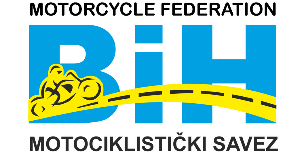 MOTORCYCLE FEDERATION
BiH
MOTOCIKLISTIČKI SAVEZ